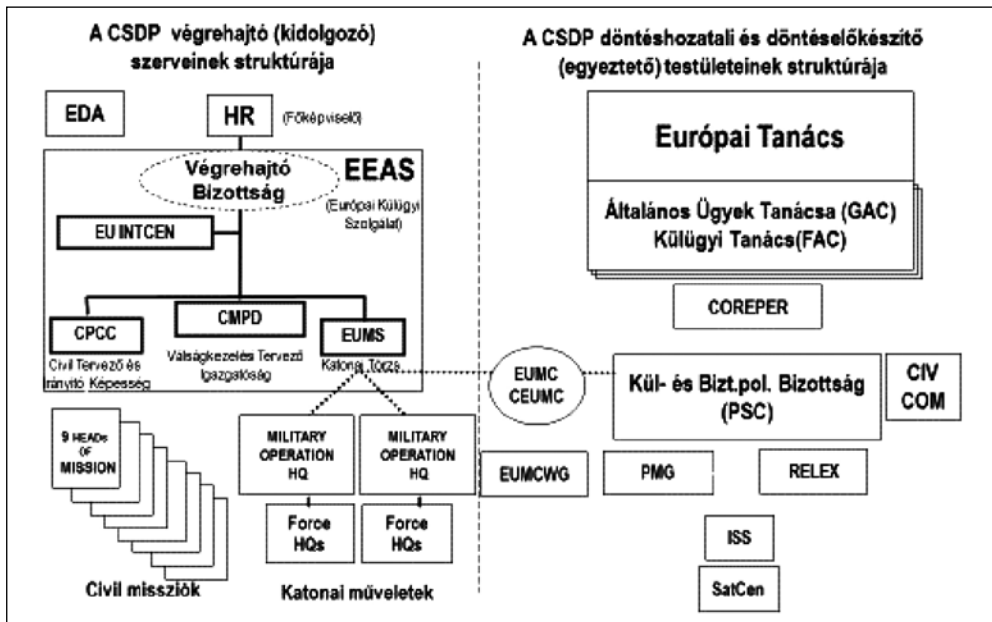 A CSDP végrehajtó (kidolgozó)
szerveinek struktúrája
EDA
HR
(Főképviselő)
Végrehajtó
Bizottság
EEAS
(Európai Külügyi
Szolgálat)
EU INTCEN
CPCC
Civil Tervező és
Irányító Képesség
CMPD
Válságkezelés Tervező
Igazgatóság
EUMS
Katonai Törzs
9 HEADs
OF
MISSION
Civil missziók
MILITARY
OPERATION
HQ
MILITARY
OPERATION
HQ
Force
HQs
Force
HQs
Katonai műveletek
A CSDP döntéshozatali és döntéselőkészítő
(egyeztető) testületeinek struktúrája
Európai Tanács
Általános Ügyek Tanácsa (GAC)
Külügyi Tanács(FAC)
COREPER
EUMC
CEUMC
Kül- és Bizt.pol. Bizottság
(PSC)
CIV
COM
EUMCWG
PMG
RELEX
ISS
SatCen